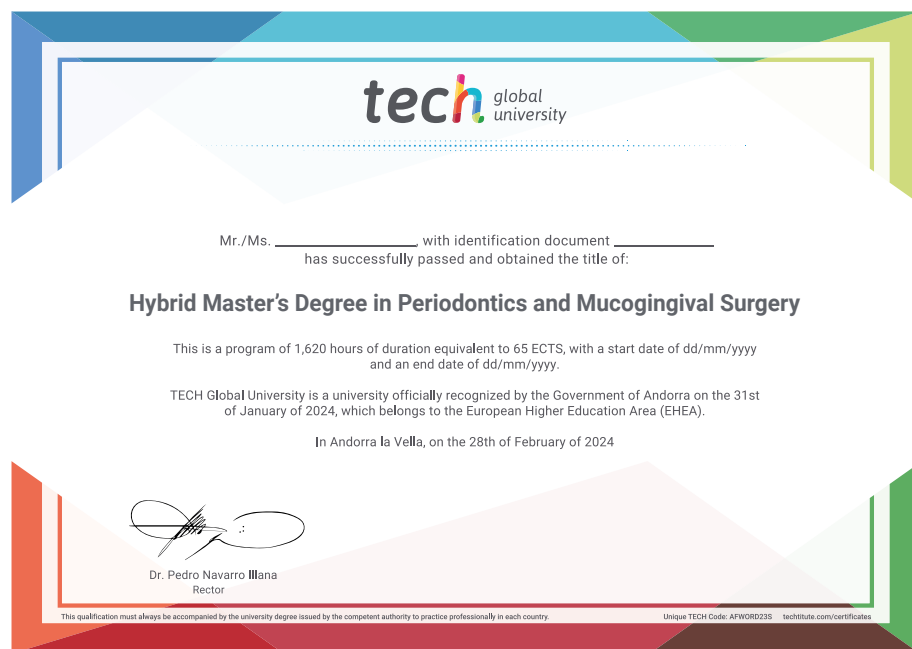 tech global
university
Mr./Ms. ____________, with identification document ____________
has successfully passed and obtained the title of:
Hybrid Master’s Degree in Periodontics and Mucogingival Surgery
This is a program of 1,620 hours of duration equivalent to 65 ECTS, with a start date of dd/mm/yyyy
and an end date of dd/mm/yyyy.
TECH Global University is a university officially recognized by the Government of Andorra on the 31st
of January of 2024, which belongs to the European Higher Education Area (EHEA).
In Andorra la Vella, on the 28th of February of 2024
Dr. Pedro Navarro Illana
Rector
This qualification must always be accompanied by the university degree issued by the competent authority to practice professionally in each country.
Unique TECH Code: AFWORD23S techtitute.com/certificates